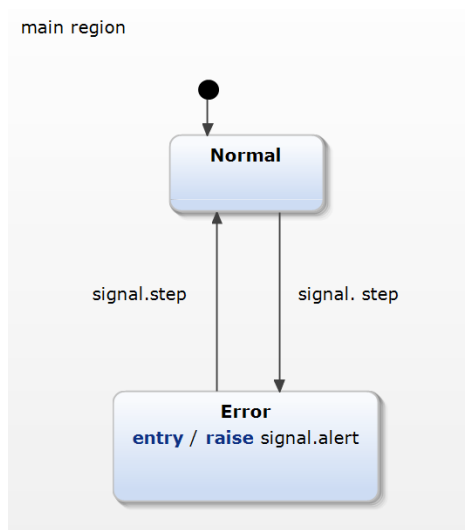 main region
Normal
signal.step
signal. step
Error
entry / raise signal.alert